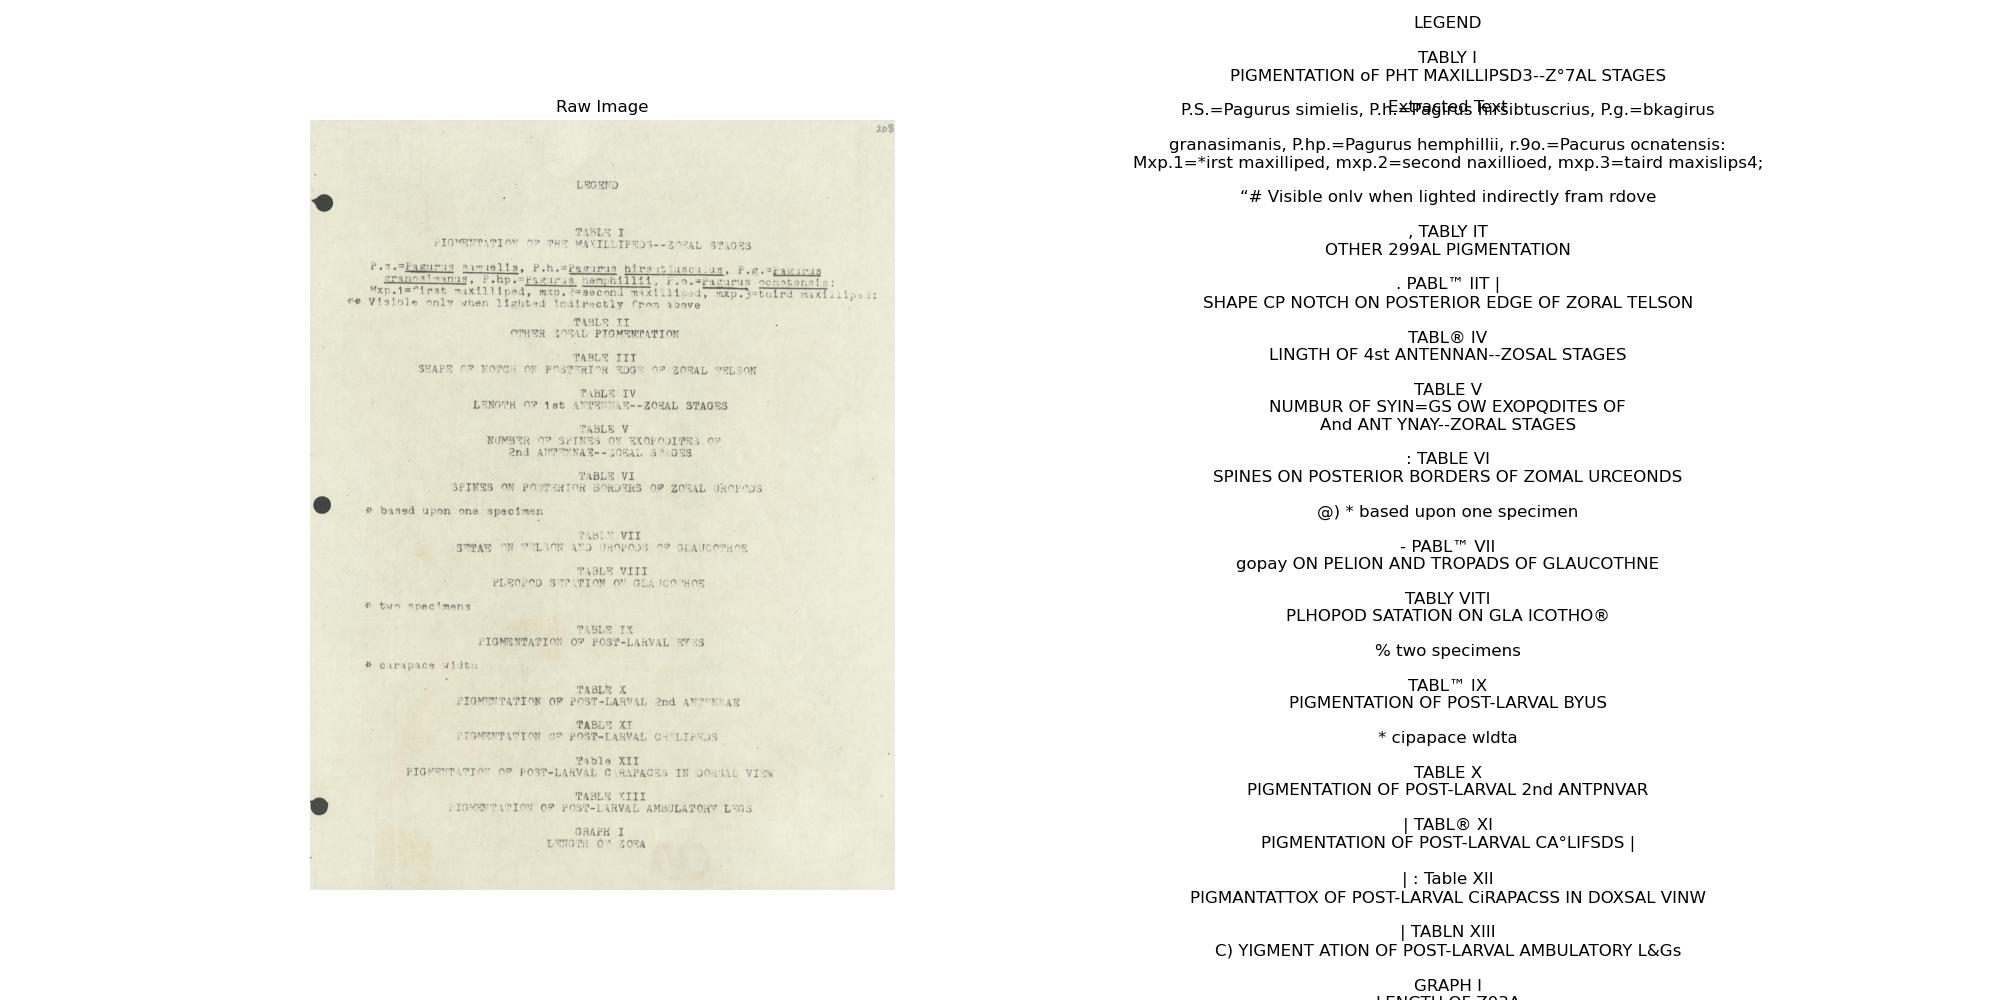 Raw Image
208
LEGEND
TABLE I
PIGMENTATION OF THE MAXILLIPEDS--ZOEAL STAGES
P.s.=Pagurus samuelis, P.h.=Pagurus hirsutiusculus, P.g.=Pagurus
granosimanus, P.hp.=Pagurus hemphillii, P.o.=Pagurus ochotensis;
Mxp.1=first maxilliped, mxp.2=second maxilliped, mxp.3=taird maxilliped;
** Visible only when lighted indirectly from above
TABLE II
OTHER ZOEAL PIGMENTATION
TABLE III
SHAPE OF NOTCH ON POSTERIOR EDGE OF ZOEAL TELSON
TABLE IV
LENGTH OF 1st ANTENNAE--ZOEAL STAGES
TABLE V
NUMBER OF SPINES ON EXOPODITES OF
2nd ANTENNAE--ZOEAL STAGES
TABLE VI
SPINES ON POSTERIOR BORDERS OF ZOEAL UROPODS
* based upon one specimen
TABLE VII
SETAE ON TELSON AND UROPODS OF GLAUCOTHOE
TABLE VIII
PLEOPOD SETATION ON GLAUCOTHOE
* two specimens
TABLE IX
PIGMENTATION OF POST-LARVAL EYES
* carapace width
TABLE X
PIGMENTATION OF POST-LARVAL 2nd ANTENNAE
TABLE XI
PIGMENTATION OF POST-LARVAL CHELIPEDS
Table XII
PIGMENTATION OF POST-LARVAL CARAPACES IN DORSAL VIEW
TABLE XIII
PIGMENTATION OF POST-LARVAL AMBULATORY LEGS
GRAPH I
LENGTH OF ZOEA
LEGEND
TABLY I
PIGMENTATION oF PHT MAXILLIPSD3--Z°7AL STAGES
Extracted Text
P.S.=Pagurus simielis, P.h.=Pagirus hirsibtuscrius, P.g.=bkagirus
granasimanis, P.hp.=Pagurus hemphillii, r.9o.=Pacurus ocnatensis:
Mxp.1=*irst maxilliped, mxp.2=second naxillioed, mxp.3=taird maxislips4;
“# Visible onlv when lighted indirectly fram rdove
, TABLY IT
OTHER 299AL PIGMENTATION
. PABL™ IIT |
SHAPE CP NOTCH ON POSTERIOR EDGE OF ZORAL TELSON
TABL® IV
LINGTH OF 4st ANTENNAN--ZOSAL STAGES
TABLE V
NUMBUR OF SYIN=GS OW EXOPQDITES OF
And ANT YNAY--ZORAL STAGES
: TABLE VI
SPINES ON POSTERIOR BORDERS OF ZOMAL URCEONDS
@) * based upon one specimen
- PABL™ VII
gopay ON PELION AND TROPADS OF GLAUCOTHNE
TABLY VITI
PLHOPOD SATATION ON GLA ICOTHO®
% two specimens
TABL™ IX
PIGMENTATION OF POST-LARVAL BYUS
* cipapace wldta
TABLE X
PIGMENTATION OF POST-LARVAL 2nd ANTPNVAR
| TABL® XI
PIGMENTATION OF POST-LARVAL CA°LIFSDS |
| : Table XII
PIGMANTATTOX OF POST-LARVAL CiRAPACSS IN DOXSAL VINW
| TABLN XIII
C) YIGMENT ATION OF POST-LARVAL AMBULATORY L&Gs
GRAPH I
LENGTH OF Z03A